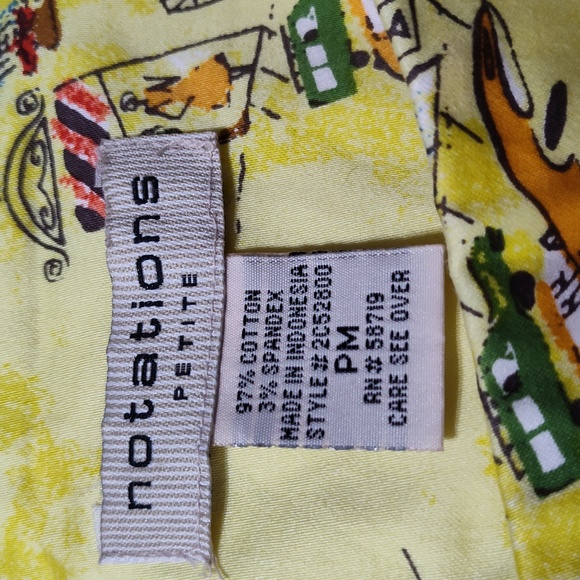 notations
PETITE
97% COTTON
3% SPANDEX
MADE IN INDONESIA
STYLE # 2C52800
PM
RN# 58719
CARE SEE OVER